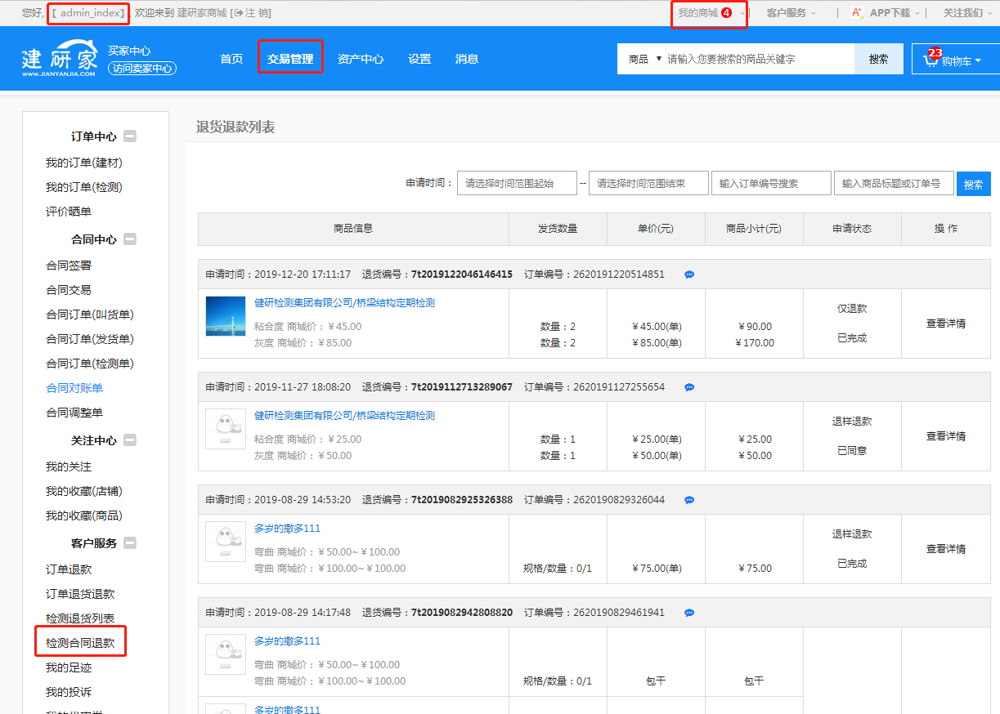 您好, 【 admin_index】, 欢迎来到 建研家商城 [注 销] 我的商城 4 客户服务 | A+ APP下载 | 关注我们
建研家 WWW.JIANYANJIA.COM 买家中心 访问卖家中心 首页 交易管理 资产中心 设置 消息 商品 ▼ 请输入您要搜索的商品关键字 搜索 23 购物车
订单中心
我的订单(建材)
我的订单(检测)
评价晒单
合同中心
合同签署
合同交易
合同订单(叫货单)
合同订单(发货单)
合同订单(检测单)
合同对账单
合同调整单
关注中心
我的关注
我的收藏(店铺)
我的收藏(商品)
客户服务
订单退款
订单退货退款
检测退货列表
检测合同退款
我的足迹
我的投诉
退货退款列表
申请时间： 请选择时间范围起始 -- 请选择时间范围结束 输入订单编号搜索 输入商品标题或订单号 搜索
商品信息 发货数量 单价(元) 商品小计(元) 申请状态 操 作
申请时间：2019-12-20 17:11:17 退货编号：7t2019122046146415 订单编号：2620191220514851
健研检测集团有限公司/桥梁结构定期检测
粘合度 商城价：￥45.00 数量：2 ￥45.00(单) ￥90.00
灰度 商城价：￥85.00 数量：2 ￥85.00(单) ￥170.00
仅退款
已完成
查看详情
申请时间：2019-11-27 18:08:20 退货编号：7t2019112713289067 订单编号：2620191127255654
健研检测集团有限公司/桥梁结构定期检测
粘合度 商城价：￥25.00 数量：1 ￥25.00(单) ￥25.00
灰度 商城价：￥50.00 数量：1 ￥50.00(单) ￥50.00
退样退款
已同意
查看详情
申请时间：2019-08-29 14:53:20 退货编号：7t2019082925326388 订单编号：2620190829326044
多岁的撒多111
弯曲 商城价：￥50.00~￥100.00
弯曲 商城价：￥100.00~￥100.00 规格/数量：0/1 ￥75.00(单) ￥75.00
退样退款
已完成
查看详情
申请时间：2019-08-29 14:17:48 退货编号：7t2019082942808820 订单编号：2620190829461941
多岁的撒多111
弯曲 商城价：￥50.00~￥100.00
弯曲 商城价：￥100.00~￥100.00 规格/数量：0/1 包干 包干
多岁的撒多111